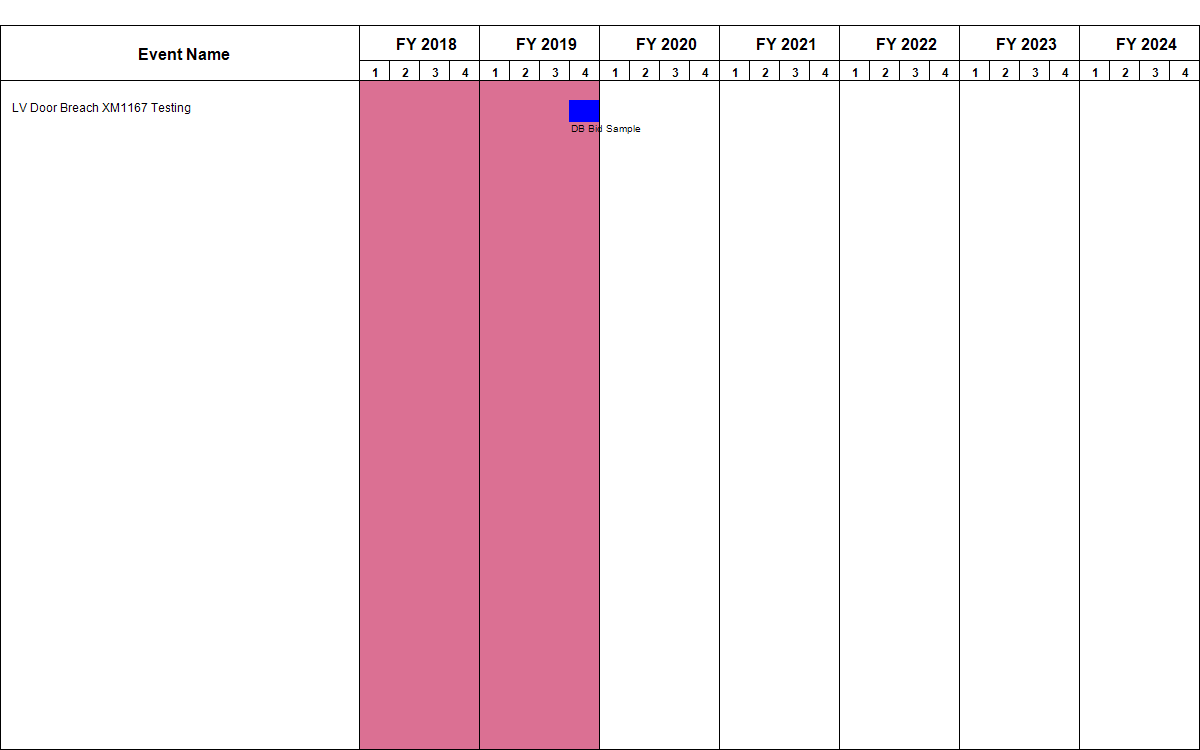 Event Name
FY 2018 FY 2019 FY 2020 FY 2021 FY 2022 FY 2023 FY 2024
1 2 3 4 1 2 3 4 1 2 3 4 1 2 3 4 1 2 3 4 1 2 3 4 1 2 3 4
LV Door Breach XM1167 Testing
DB Bid Sample